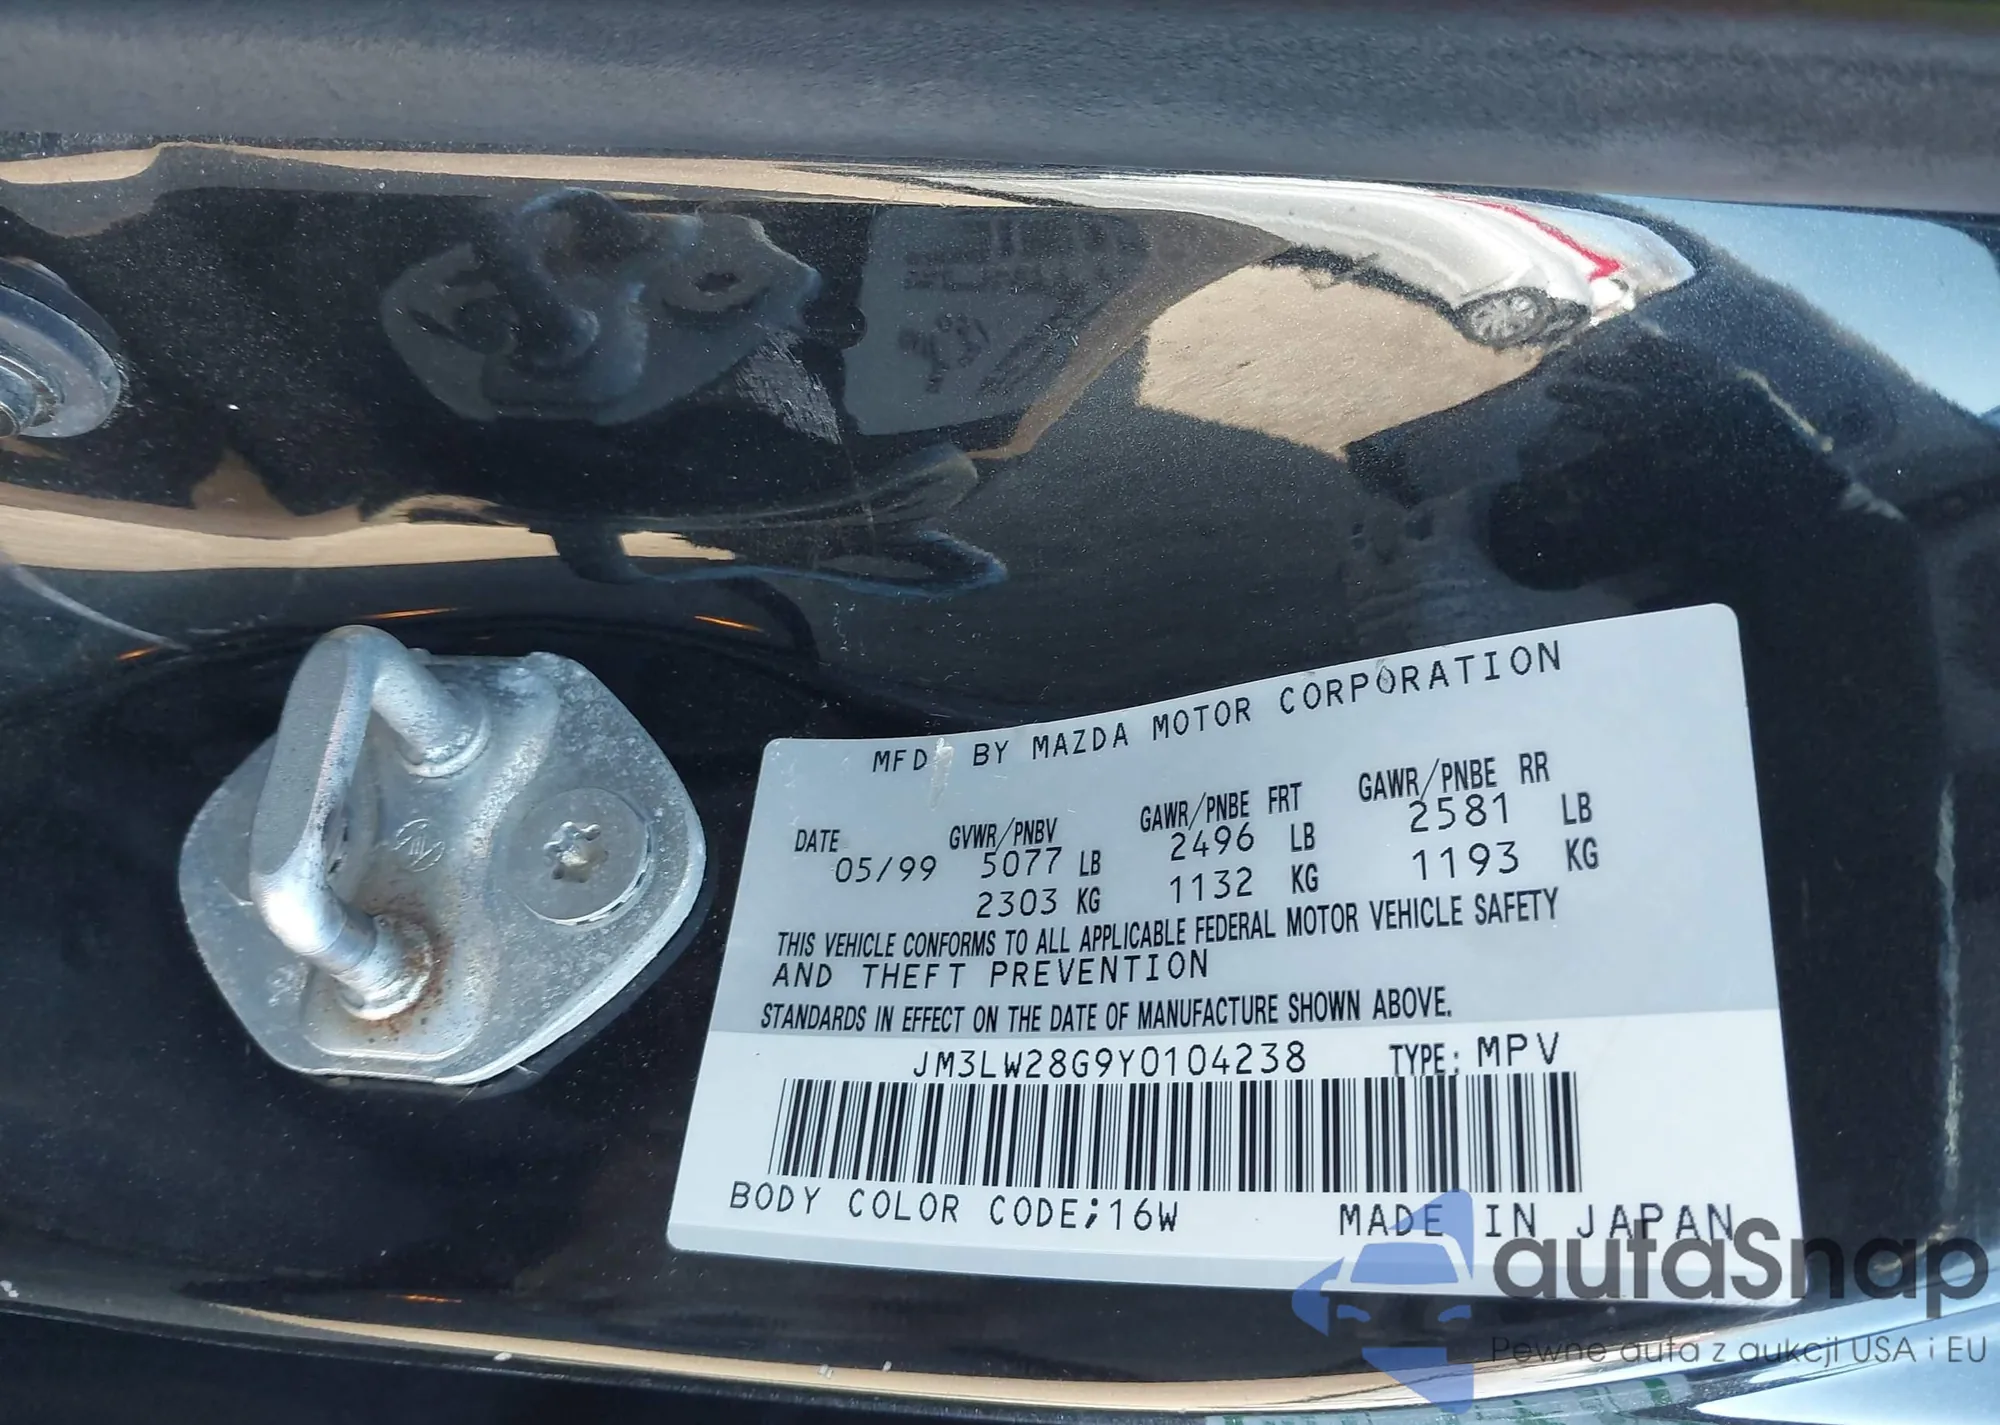 MFD BY MAZDA MOTOR CORPORATION
DATE GVWR/PNBV GAWR/PNBE FRT GAWR/PNBE RR
05/99 5077 LB 2496 LB 2581 LB
2303 KG 1132 KG 1193 KG
THIS VEHICLE CONFORMS TO ALL APPLICABLE FEDERAL MOTOR VEHICLE SAFETY
AND THEFT PREVENTION
STANDARDS IN EFFECT ON THE DATE OF MANUFACTURE SHOWN ABOVE.
JM3LW28G9Y0104238 TYPE: MPV
BODY COLOR CODE;16W MADE IN JAPAN
autaSnap
Pewne auta z aukcji USA i EU